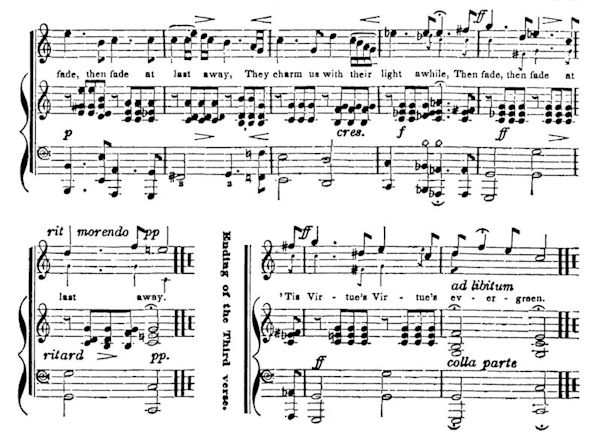 ff
fade, then fade at last away, They charm us with their light awhile, Then fade, then fade at
p cres. f ff
rit morendo pp
last away.
ritard pp.
Ending of the Third verse.
ff
ad libitum
'Tis Vir-tue's Vir - tue's ev - er - green.
ff colla parte